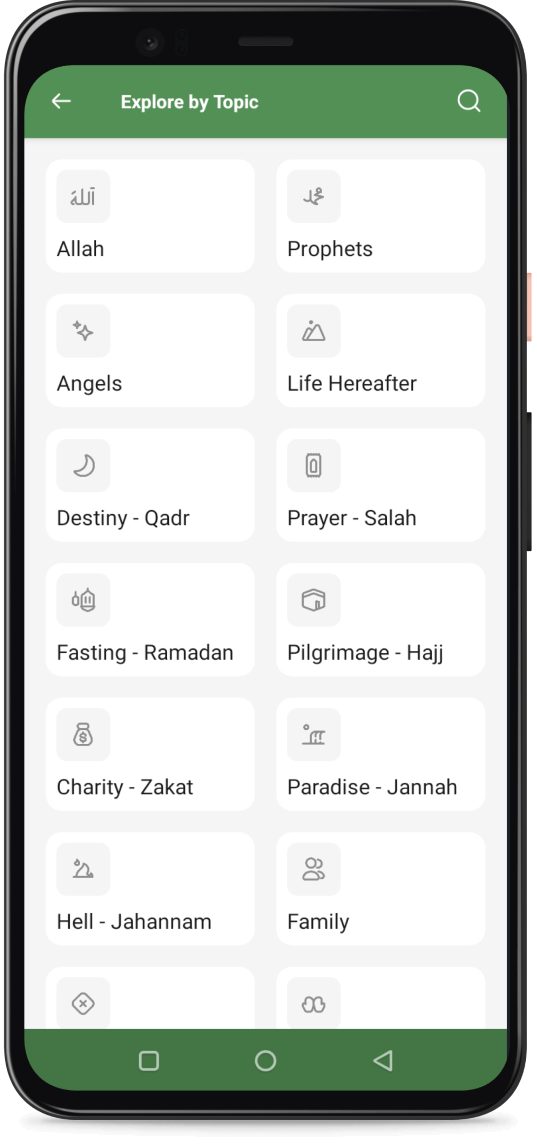 Explore by Topic
الله
محمد
Allah
Prophets
Angels
Life Hereafter
Destiny - Qadr
Prayer - Salah
Fasting - Ramadan
Pilgrimage - Hajj
$
Charity - Zakat
Paradise - Jannah
Hell - Jahannam
Family